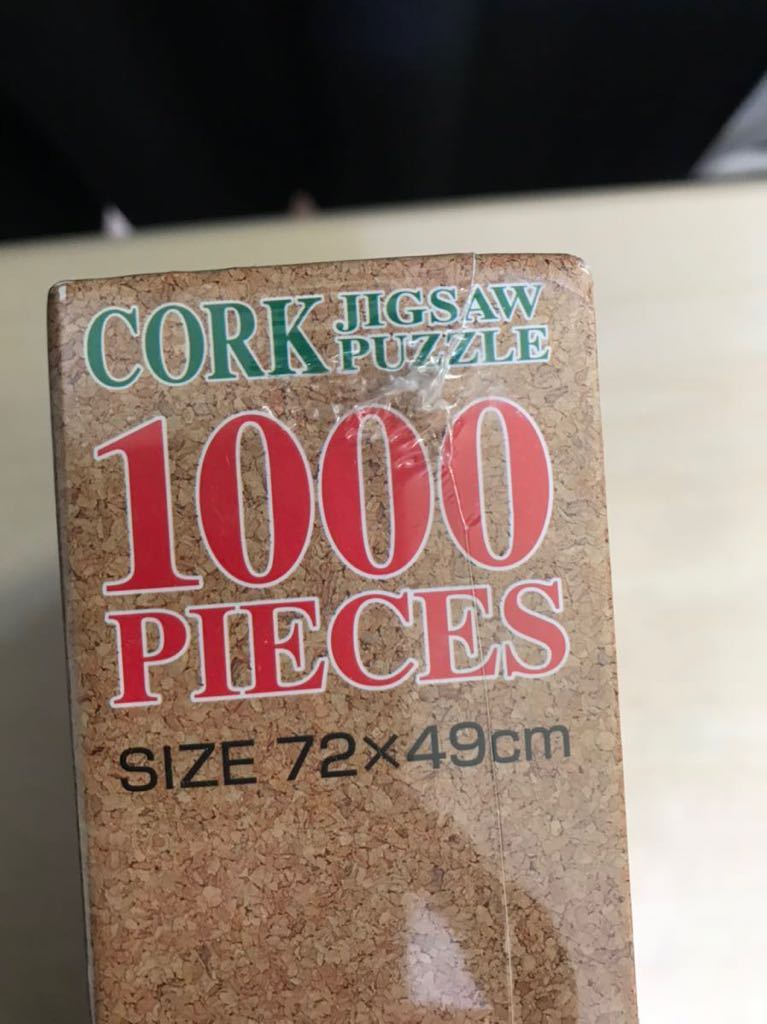 CORK JIGSAW PUZZLE
1000
PIECES
SIZE 72×49cm